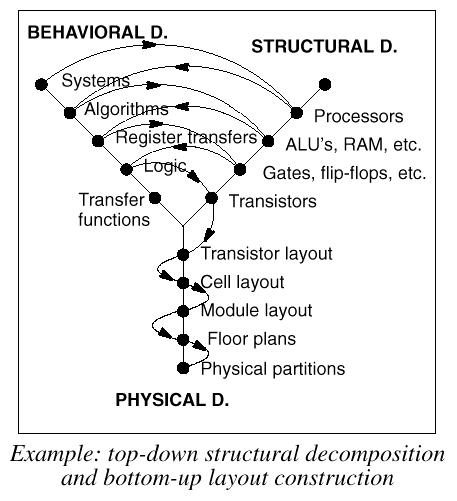 BEHAVIORAL D.
STRUCTURAL D.
Systems
Algorithms
Processors
Register transfers
ALU's, RAM, etc.
Logic
Gates, flip-flops, etc.
Transfer
functions
Transistors
Transistor layout
Cell layout
Module layout
Floor plans
Physical partitions
PHYSICAL D.
Example: top-down structural decomposition
and bottom-up layout construction